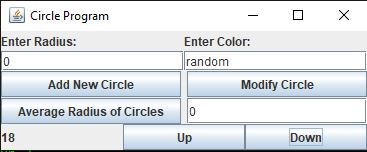 Circle Program
Enter Radius: Enter Color:
0 random
Add New Circle Modify Circle
Average Radius of Circles 0
18 Up Down